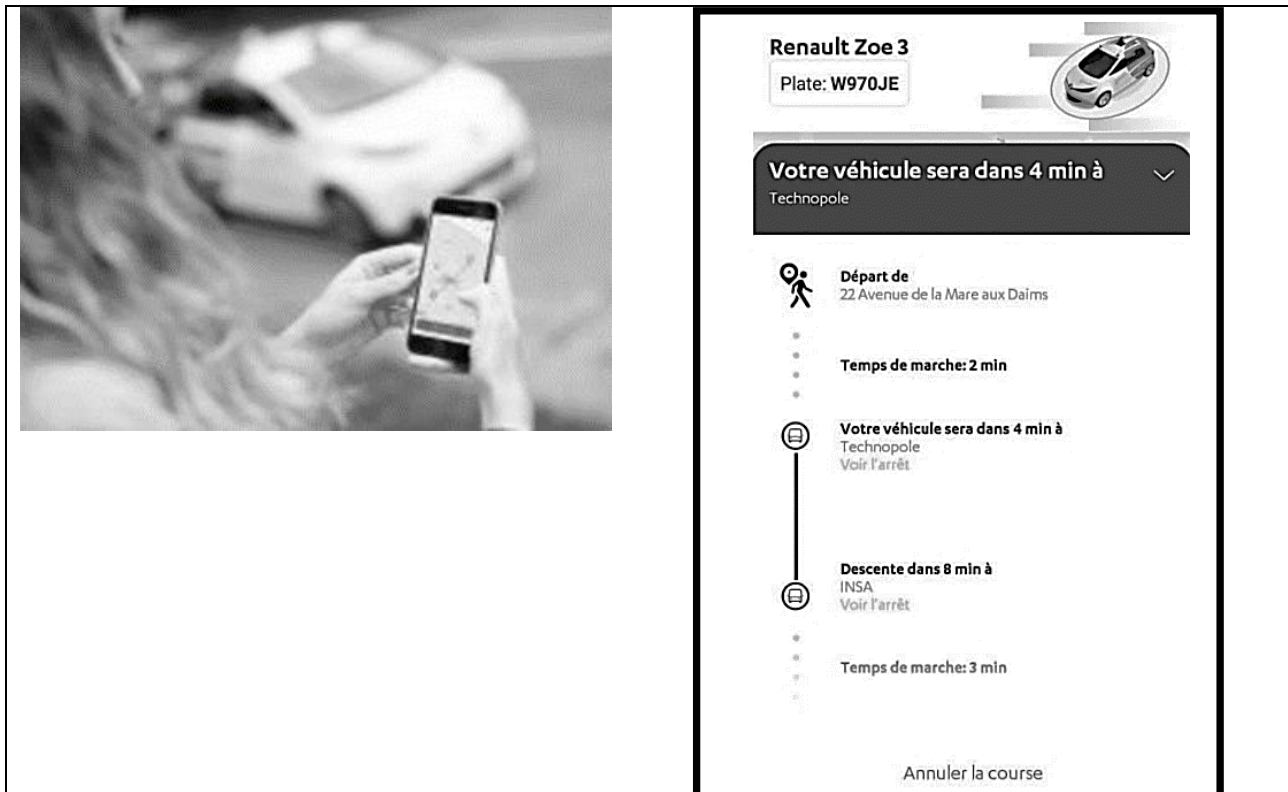 Renault Zoe 3
Plate: W970JE
Votre véhicule sera dans 4 min à
Technopole
Départ de
22 Avenue de la Mare aux Daims
Temps de marche: 2 min
Votre véhicule sera dans 4 min à
Technopole
Voir l'arrêt
Descente dans 8 min à
INSA
Voir l'arrêt
Temps de marche: 3 min
Annuler la course